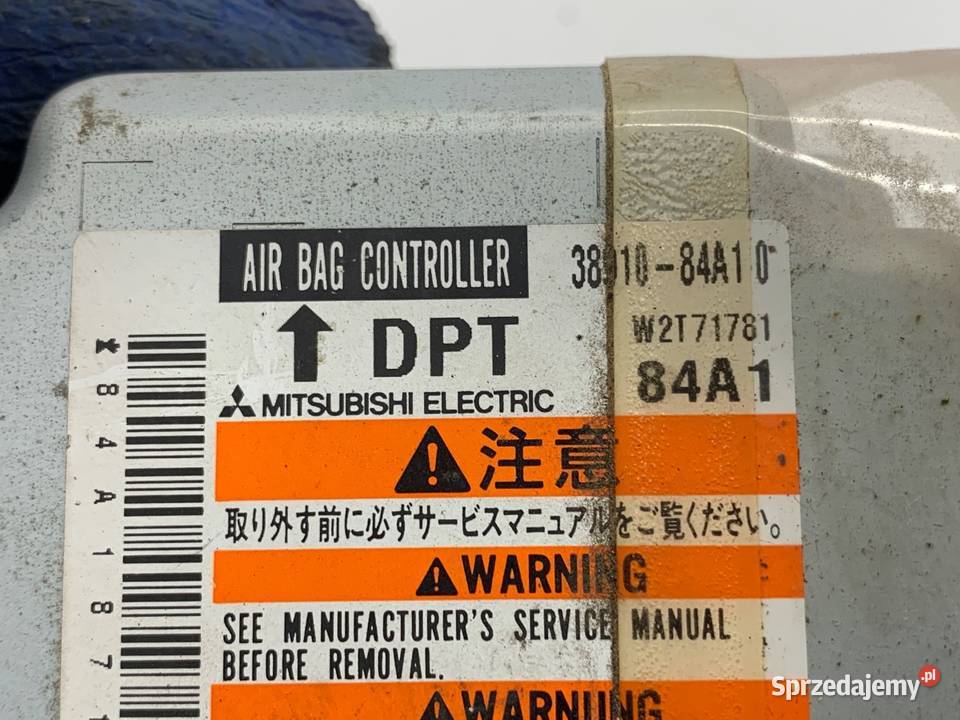 AIR BAG CONTROLLER 38910-84A10
DPT W2T71781
84A1
MITSUBISHI ELECTRIC
注意
取り外す前に必ずサービスマニュアルをご覧ください。
WARNING
SEE MANUFACTURER'S SERVICE MANUAL
BEFORE REMOVAL.
WARNING
*84A187
Sprzedajemy.pl